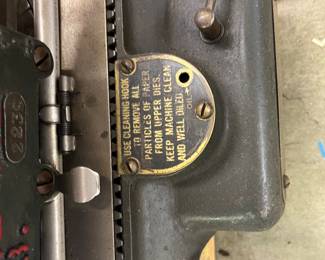 USE CLEANING HOOK
TO REMOVE ALL
PARTICLES OF PAPER
FROM UPPER DIES.
KEEP MACHINE CLEAN
AND WELL OILED.
OIL